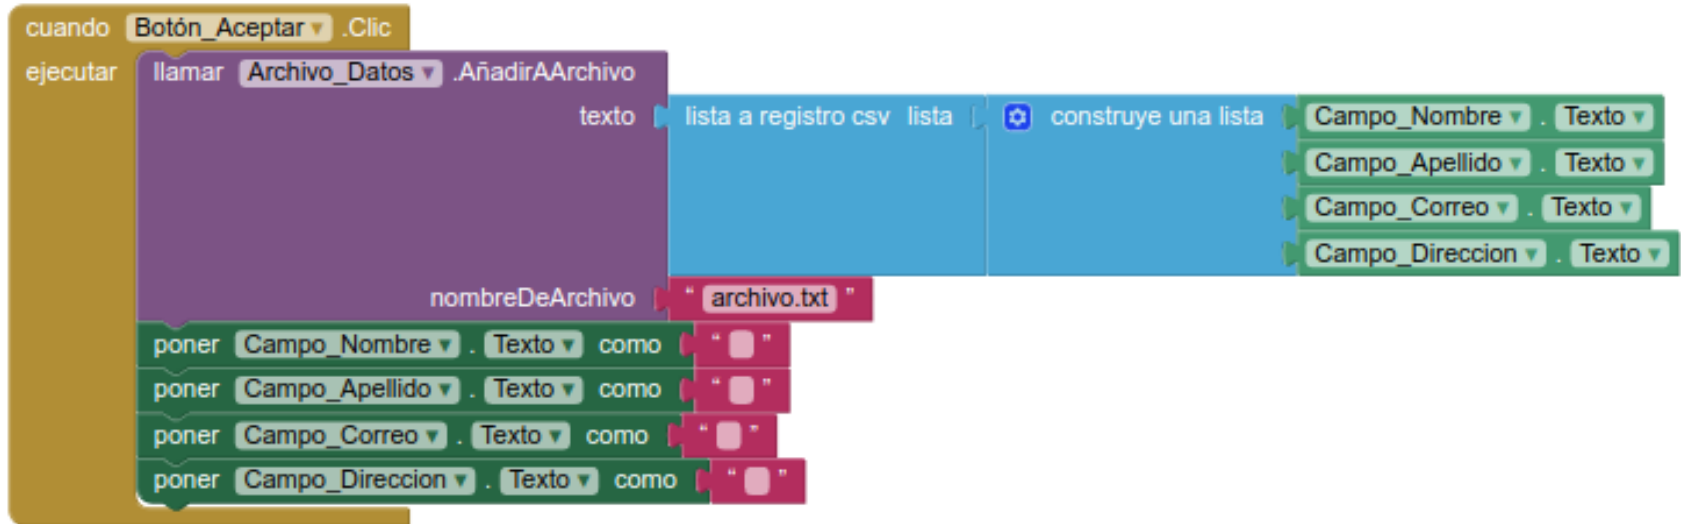 cuando Botón_Aceptar .Clic
ejecutar llamar Archivo_Datos .AñadirAArchivo
texto lista a registro csv lista construye una lista Campo_Nombre . Texto
Campo_Apellido . Texto
Campo_Correo . Texto
Campo_Direccion . Texto
nombreDeArchivo " archivo.txt "
poner Campo_Nombre . Texto como " "
poner Campo_Apellido . Texto como " "
poner Campo_Correo . Texto como " "
poner Campo_Direccion . Texto como " "